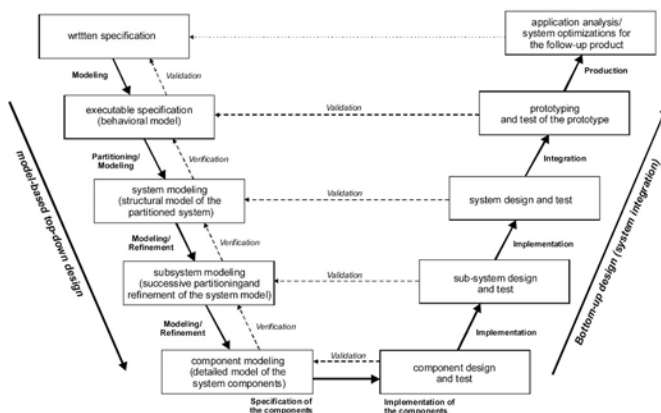 wrttten specification
application analysis/
system optimizations for
the follow-up product
Modeling
Validation
Production
executable specification
(behavioral model)
Validation
prototyping
and test of the prototype
Partitioning/
Modeling
Verification
Integration
system modeling
(structural model of the
partitioned system)
Validation
system design and test
Modeling/
Refinement
Verification
Implementation
subsystem modeling
(successive partitioningand
refinement of the system model)
Validation
sub-system design
and test
Modeling/
Refinement
Verification
Implementation
component modeling
(detailed model of the
system components)
Validation
component design
and test
Specification of
the components
Implementation of
the components
model-based top-down design
Bottom-up design (system integration)